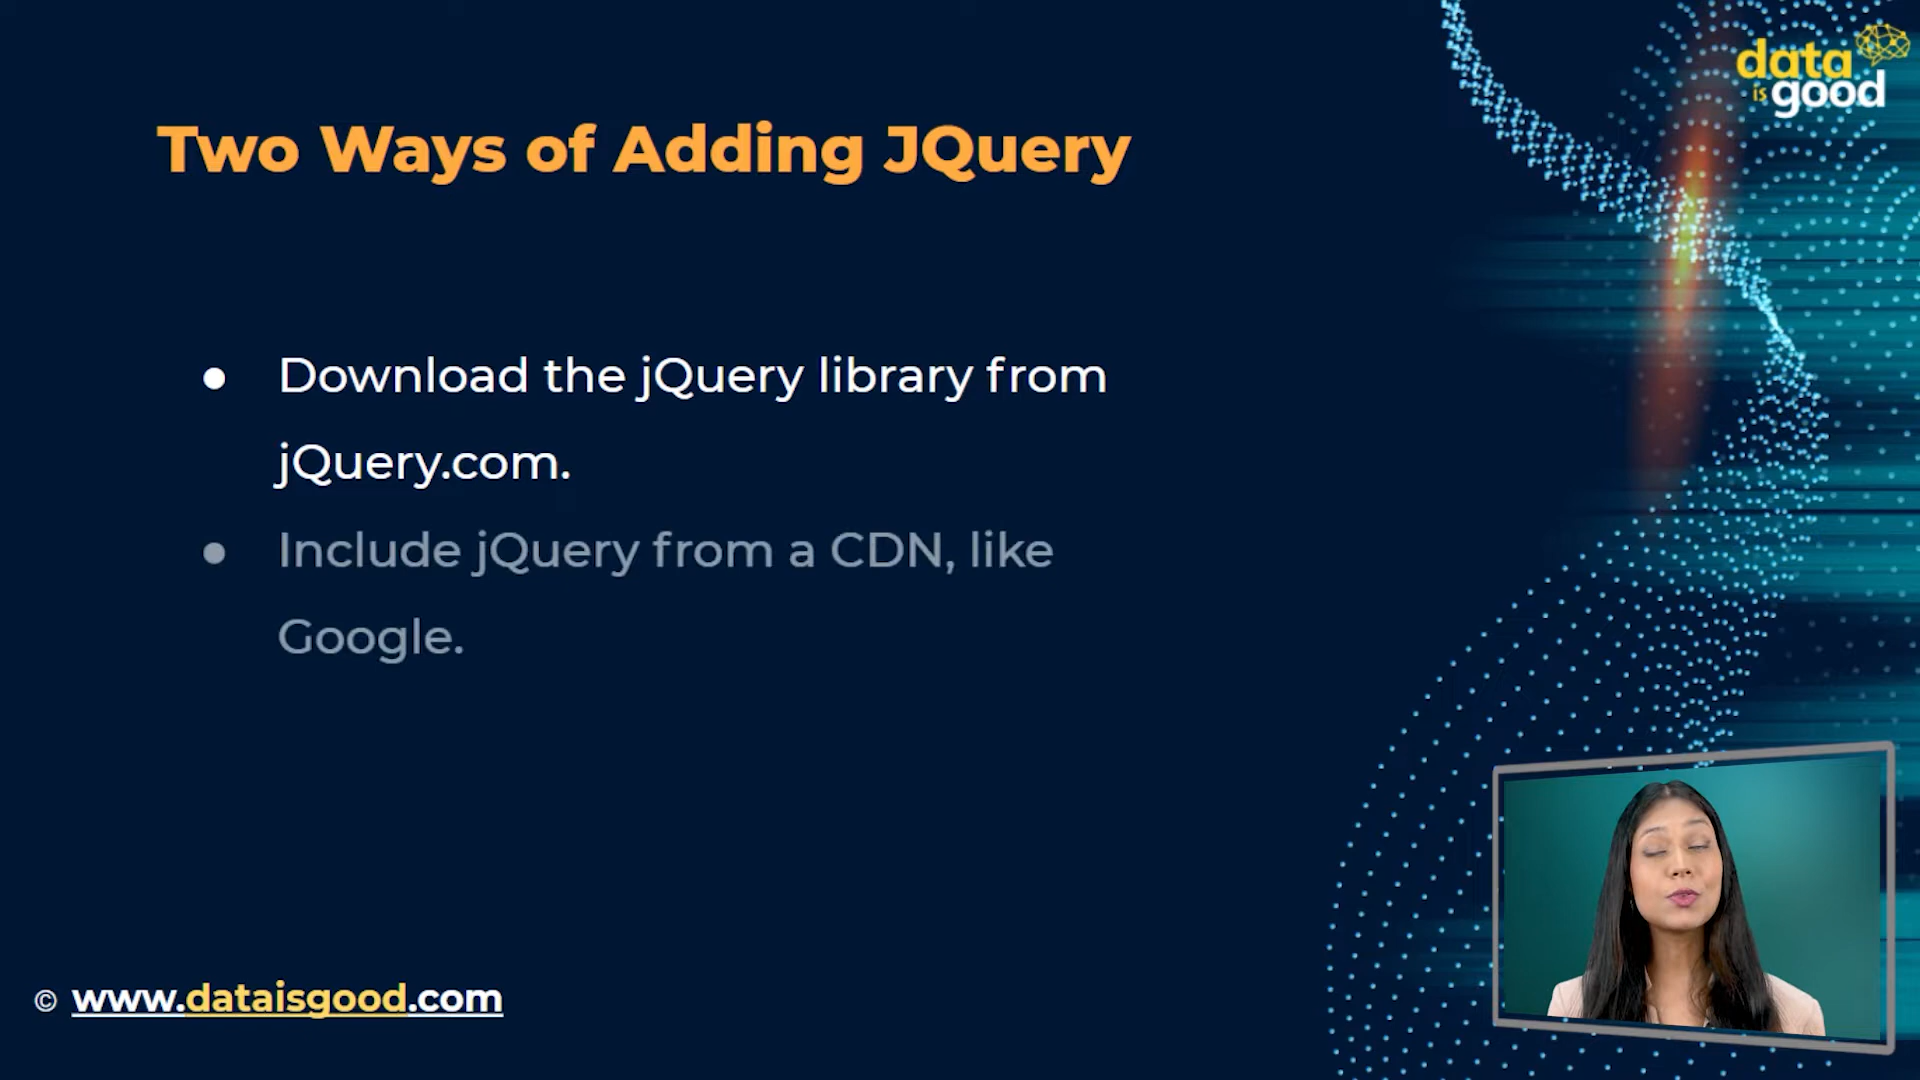 data
is good
Two Ways of Adding JQuery
● Download the jQuery library from
jQuery.com.
● Include jQuery from a CDN, like
Google.
© www.dataisgood.com